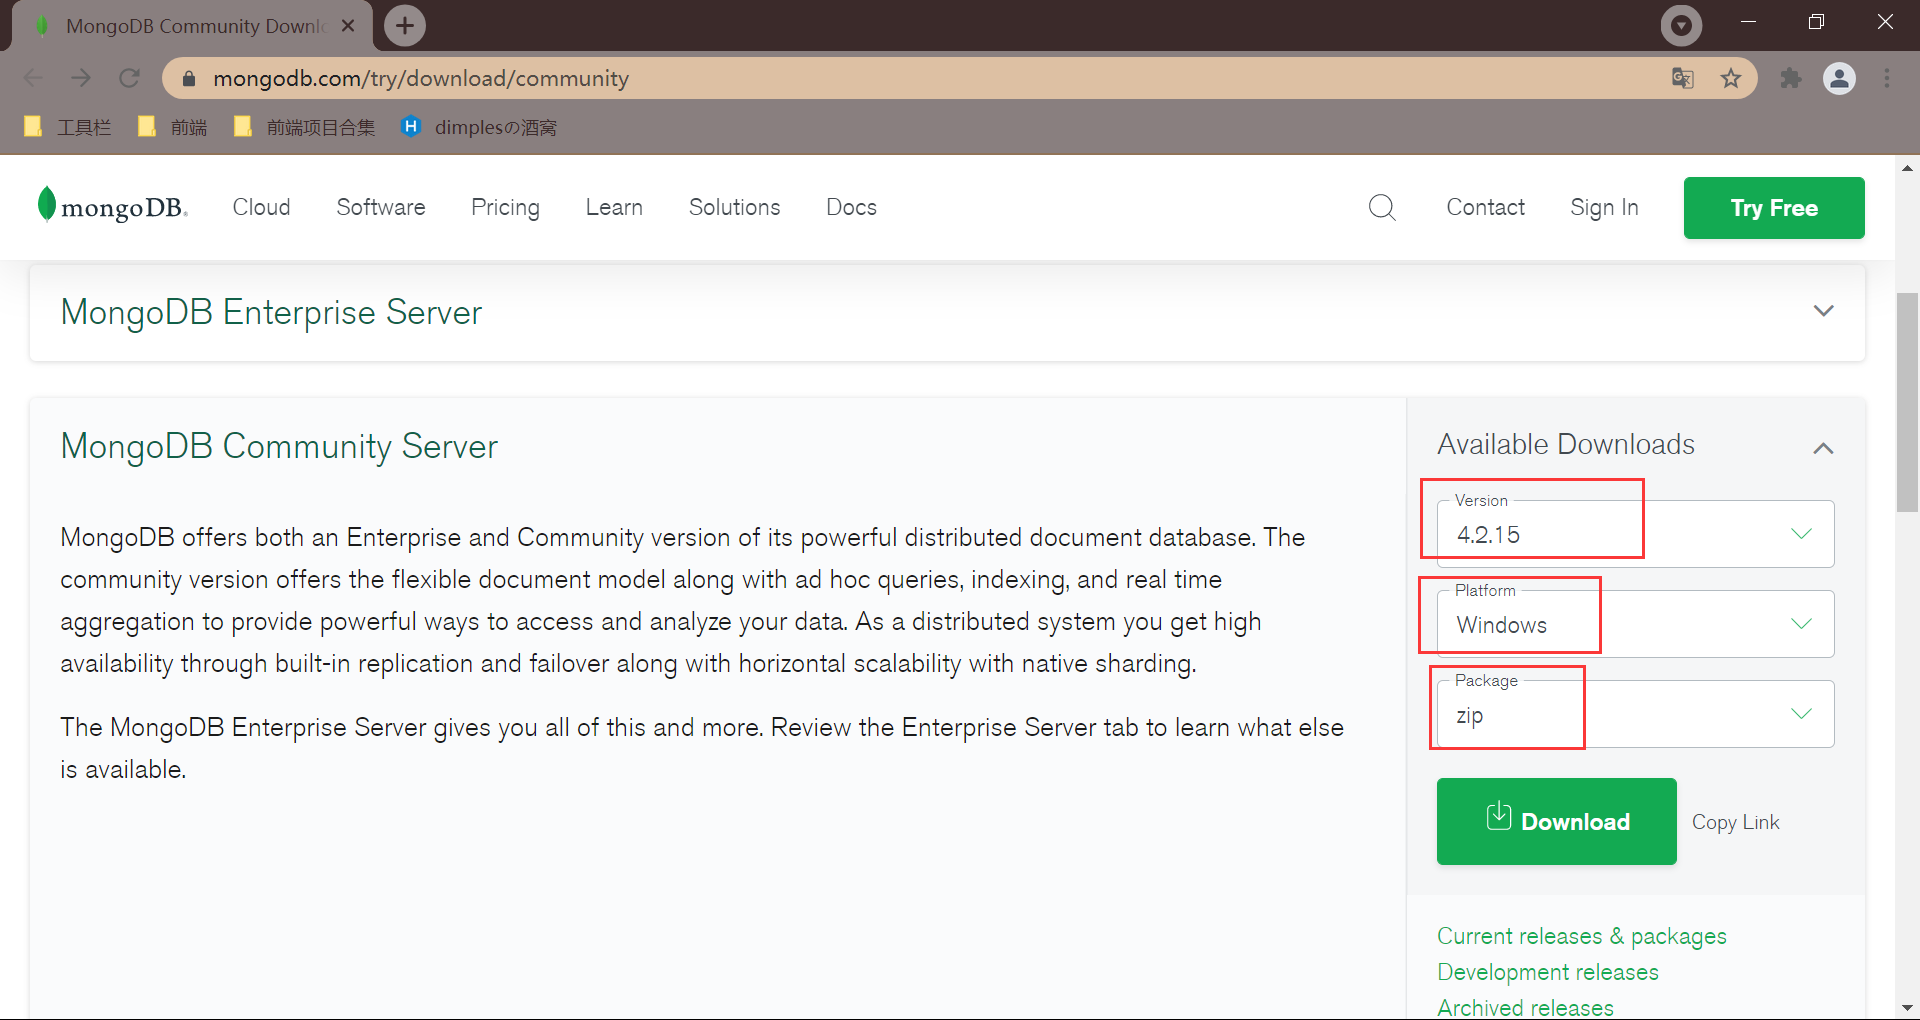 MongoDB Community Downl
mongodb.com/try/download/community
工具栏 前端 前端项目合集 H dimplesの酒窝
mongoDB. Cloud Software Pricing Learn Solutions Docs Contact Sign In Try Free
MongoDB Enterprise Server
MongoDB Community Server
MongoDB offers both an Enterprise and Community version of its powerful distributed document database. The
community version offers the flexible document model along with ad hoc queries, indexing, and real time
aggregation to provide powerful ways to access and analyze your data. As a distributed system you get high
availability through built-in replication and failover along with horizontal scalability with native sharding.
The MongoDB Enterprise Server gives you all of this and more. Review the Enterprise Server tab to learn what else
is available.
Available Downloads
Version
4.2.15
Platform
Windows
Package
zip
Download Copy Link
Current releases & packages
Development releases
Archived releases